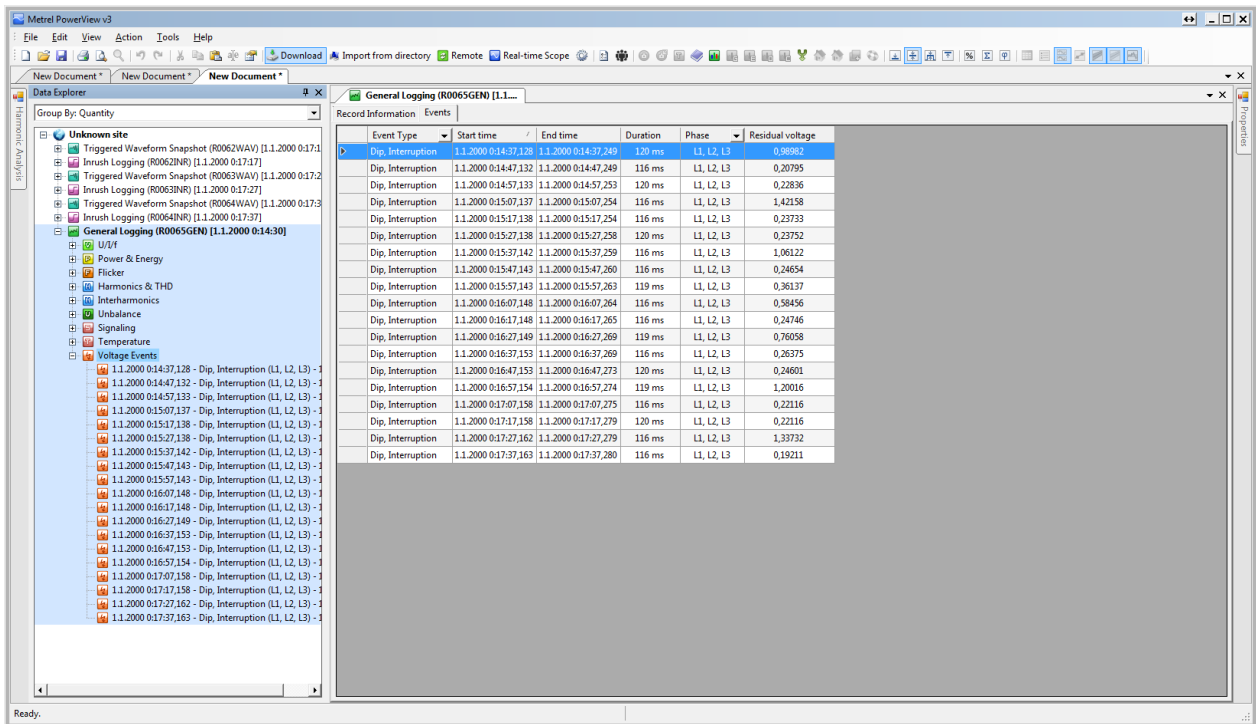 Metrel PowerView v3
File Edit View Action Tools Help
Download Import from directory Remote Real-time Scope
New Document * New Document * New Document *
Data Explorer
Group By: Quantity
Harmonic Analysis
Unknown site
Triggered Waveform Snapshot (R0062WAV) [1.1.2000 0:17:1
Inrush Logging (R0062INR) [1.1.2000 0:17:17]
Triggered Waveform Snapshot (R0063WAV) [1.1.2000 0:17:2
Inrush Logging (R0063INR) [1.1.2000 0:17:27]
Triggered Waveform Snapshot (R0064WAV) [1.1.2000 0:17:3
Inrush Logging (R0064INR) [1.1.2000 0:17:37]
General Logging (R0065GEN) [1.1.2000 0:14:30]
U/I/f
Power & Energy
Flicker
Harmonics & THD
Interharmonics
Unbalance
Signaling
Temperature
Voltage Events
1.1.2000 0:14:37,128 - Dip, Interruption (L1, L2, L3) - 1
1.1.2000 0:14:47,132 - Dip, Interruption (L1, L2, L3) - 1
1.1.2000 0:14:57,133 - Dip, Interruption (L1, L2, L3) - 1
1.1.2000 0:15:07,137 - Dip, Interruption (L1, L2, L3) - 1
1.1.2000 0:15:17,138 - Dip, Interruption (L1, L2, L3) - 1
1.1.2000 0:15:27,138 - Dip, Interruption (L1, L2, L3) - 1
1.1.2000 0:15:37,142 - Dip, Interruption (L1, L2, L3) - 1
1.1.2000 0:15:47,143 - Dip, Interruption (L1, L2, L3) - 1
1.1.2000 0:15:57,143 - Dip, Interruption (L1, L2, L3) - 1
1.1.2000 0:16:07,148 - Dip, Interruption (L1, L2, L3) - 1
1.1.2000 0:16:17,148 - Dip, Interruption (L1, L2, L3) - 1
1.1.2000 0:16:27,149 - Dip, Interruption (L1, L2, L3) - 1
1.1.2000 0:16:37,153 - Dip, Interruption (L1, L2, L3) - 1
1.1.2000 0:16:47,153 - Dip, Interruption (L1, L2, L3) - 1
1.1.2000 0:16:57,154 - Dip, Interruption (L1, L2, L3) - 1
1.1.2000 0:17:07,158 - Dip, Interruption (L1, L2, L3) - 1
1.1.2000 0:17:17,158 - Dip, Interruption (L1, L2, L3) - 1
1.1.2000 0:17:27,162 - Dip, Interruption (L1, L2, L3) - 1
1.1.2000 0:17:37,163 - Dip, Interruption (L1, L2, L3) - 1
General Logging (R0065GEN) [1.1....
Record Information Events
Event Type Start time End time Duration Phase Residual voltage
Dip, Interruption 1.1.2000 0:14:37,128 1.1.2000 0:14:37,249 120 ms L1, L2, L3 0,98982
Dip, Interruption 1.1.2000 0:14:47,132 1.1.2000 0:14:47,249 116 ms L1, L2, L3 0,20795
Dip, Interruption 1.1.2000 0:14:57,133 1.1.2000 0:14:57,253 120 ms L1, L2, L3 0,22836
Dip, Interruption 1.1.2000 0:15:07,137 1.1.2000 0:15:07,254 116 ms L1, L2, L3 1,42158
Dip, Interruption 1.1.2000 0:15:17,138 1.1.2000 0:15:17,254 116 ms L1, L2, L3 0,23733
Dip, Interruption 1.1.2000 0:15:27,138 1.1.2000 0:15:27,258 120 ms L1, L2, L3 0,23752
Dip, Interruption 1.1.2000 0:15:37,142 1.1.2000 0:15:37,259 116 ms L1, L2, L3 1,06122
Dip, Interruption 1.1.2000 0:15:47,143 1.1.2000 0:15:47,260 116 ms L1, L2, L3 0,24654
Dip, Interruption 1.1.2000 0:15:57,143 1.1.2000 0:15:57,263 119 ms L1, L2, L3 0,36137
Dip, Interruption 1.1.2000 0:16:07,148 1.1.2000 0:16:07,264 116 ms L1, L2, L3 0,58456
Dip, Interruption 1.1.2000 0:16:17,148 1.1.2000 0:16:17,265 116 ms L1, L2, L3 0,24746
Dip, Interruption 1.1.2000 0:16:27,149 1.1.2000 0:16:27,269 119 ms L1, L2, L3 0,76058
Dip, Interruption 1.1.2000 0:16:37,153 1.1.2000 0:16:37,269 116 ms L1, L2, L3 0,26375
Dip, Interruption 1.1.2000 0:16:47,153 1.1.2000 0:16:47,273 120 ms L1, L2, L3 0,24601
Dip, Interruption 1.1.2000 0:16:57,154 1.1.2000 0:16:57,274 119 ms L1, L2, L3 1,20016
Dip, Interruption 1.1.2000 0:17:07,158 1.1.2000 0:17:07,275 116 ms L1, L2, L3 0,22116
Dip, Interruption 1.1.2000 0:17:17,158 1.1.2000 0:17:17,279 120 ms L1, L2, L3 0,22116
Dip, Interruption 1.1.2000 0:17:27,162 1.1.2000 0:17:27,279 116 ms L1, L2, L3 1,33732
Dip, Interruption 1.1.2000 0:17:37,163 1.1.2000 0:17:37,280 116 ms L1, L2, L3 0,19211
Properties
Ready.